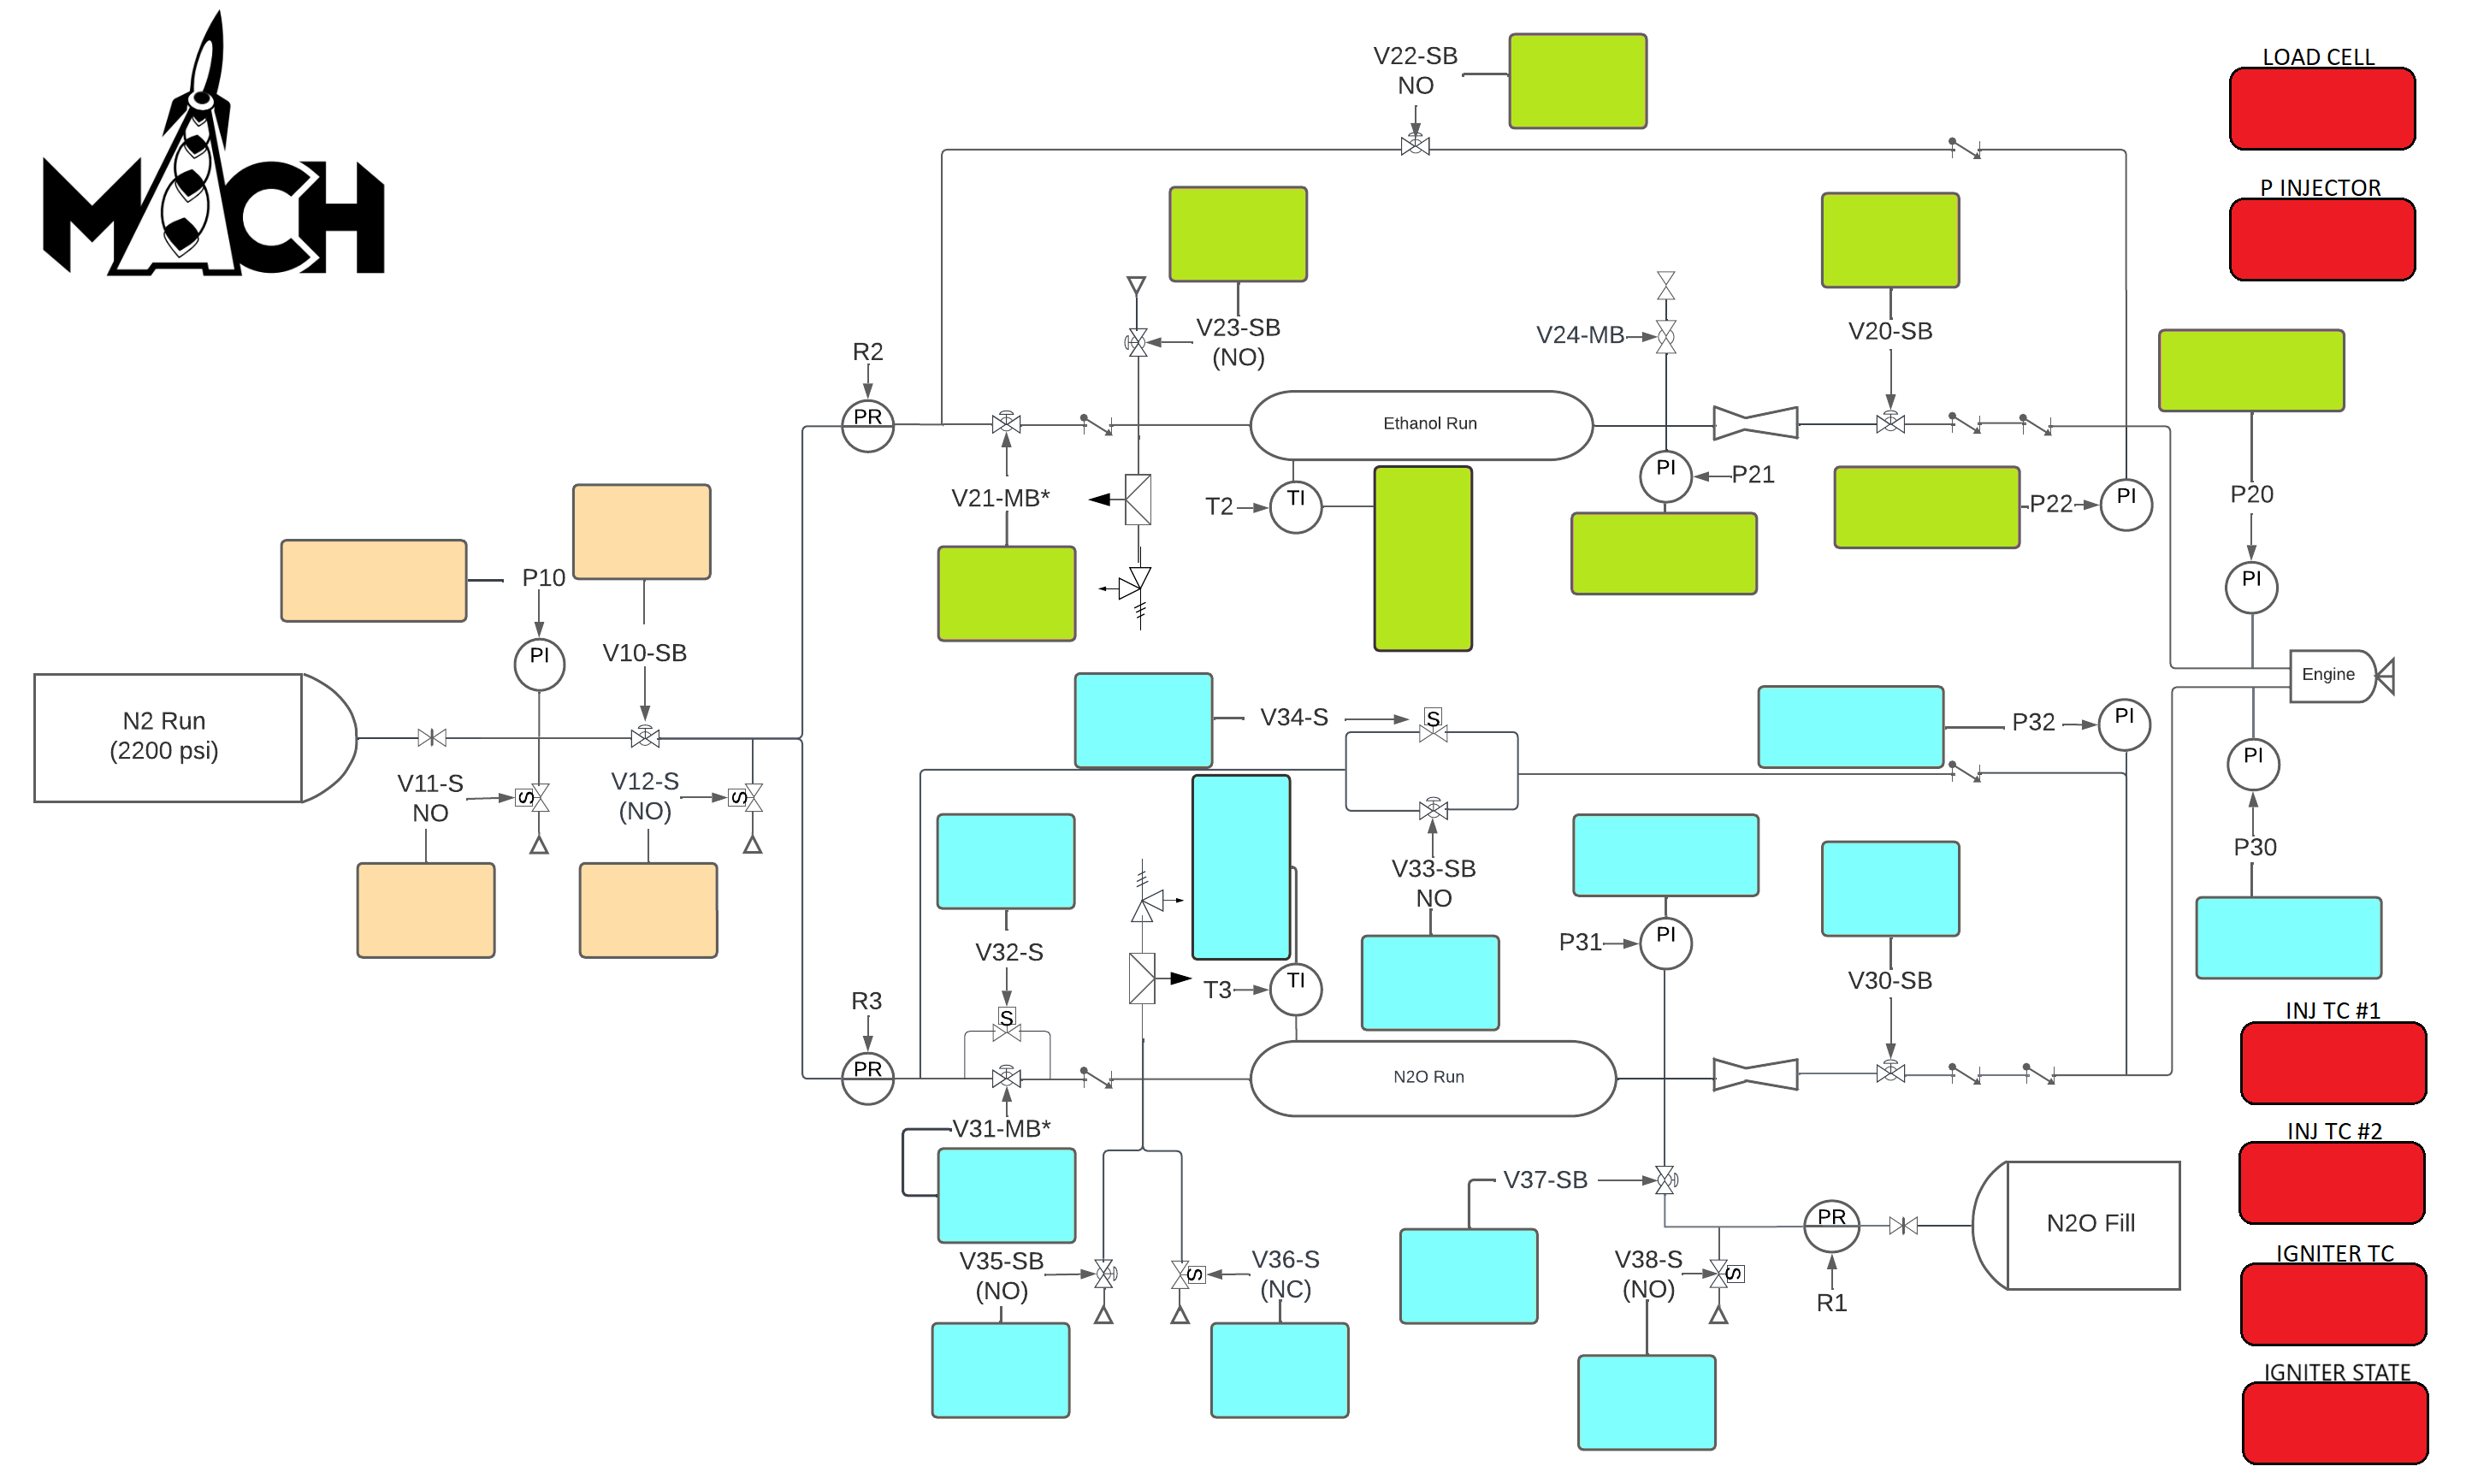 MACH
V22-SB
NO
LOAD CELL
P INJECTOR
V23-SB
(NO)
V24-MB
V20-SB
R2
PR
Ethanol Run
V21-MB*
T2
TI
PI
P21
P22
PI
P20
PI
P10
PI
V10-SB
N2 Run
(2200 psi)
V11-S
NO
S
V12-S
(NO)
S
V34-S
S
P32
PI
Engine
PI
P30
V33-SB
NO
V32-S
S
T3
TI
P31
PI
V30-SB
R3
PR
N2O Run
V31-MB*
INJ TC #1
INJ TC #2
V37-SB
PR
R1
N2O Fill
V35-SB
(NO)
S
V36-S
(NC)
V38-S
(NO)
S
IGNITER TC
IGNITER STATE